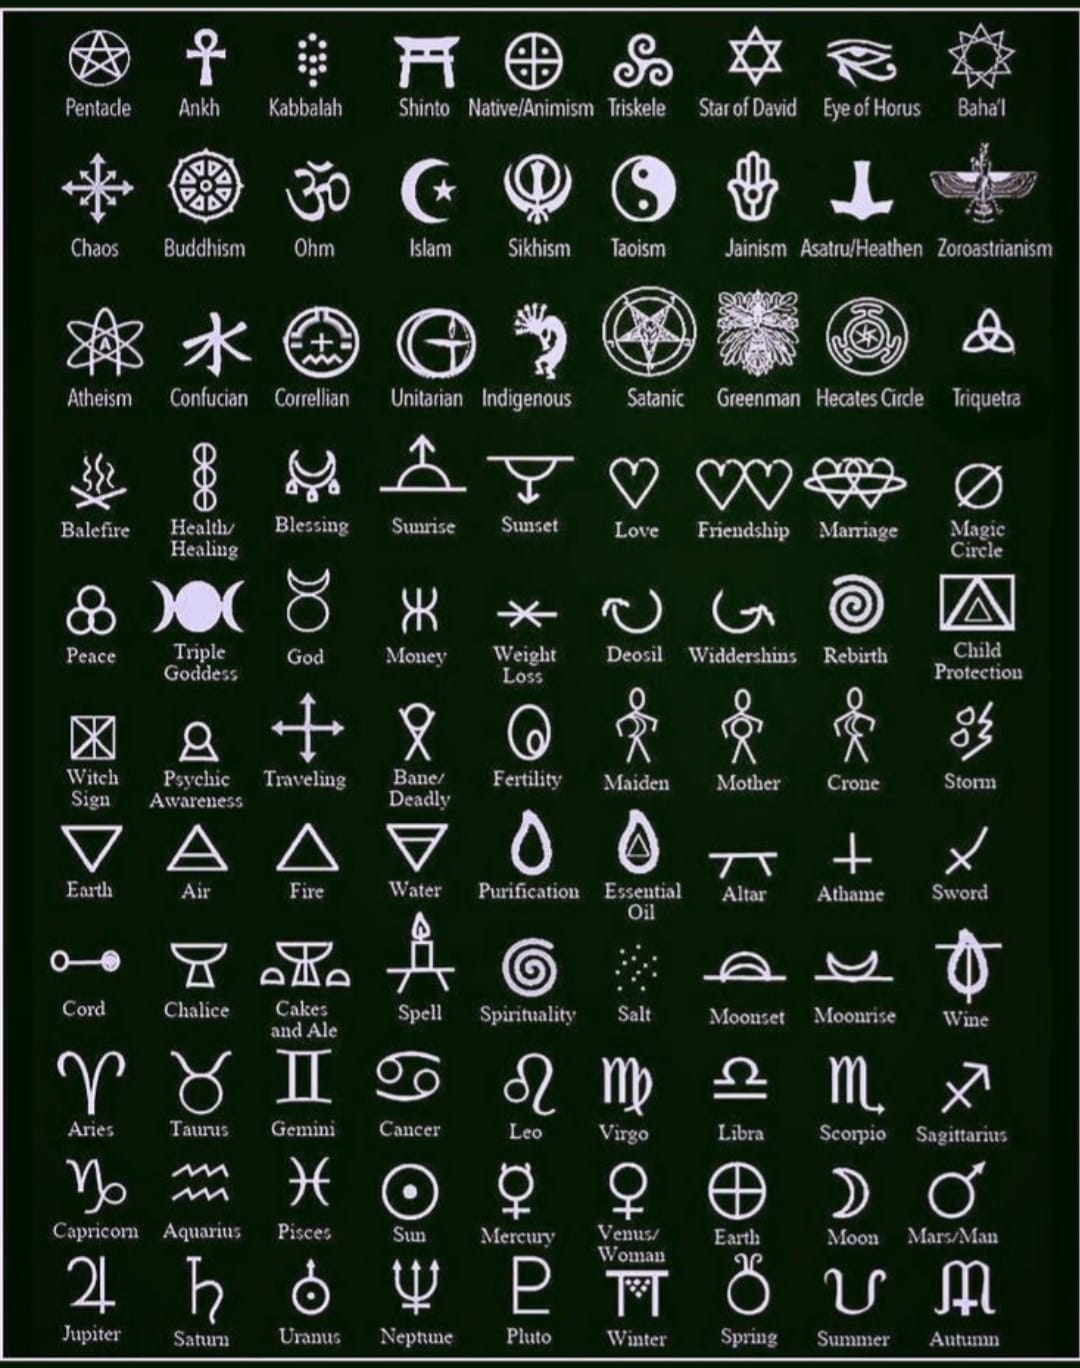 Pentacle Ankh Kabbalah Shinto Native/Animism Triskele Star of David Eye of Horus Baha'I
Chaos Buddhism Ohm Islam Sikhism Taoism Jainism Asatru/Heathen Zoroastrianism
Atheism Confucian Correllian Unitarian Indigenous Satanic Greenman Hecates Circle Triquetra
Balefire Health/ Blessing Sunrise Sunset Love Friendship Marriage Magic
Healing Circle
Peace Triple God Money Weight Deosil Widdershins Rebirth Child
Goddess Loss Protection
Witch Psychic Traveling Bane/ Fertility Maiden Mother Crone Storm
Sign Awareness Deadly
Earth Air Fire Water Purification Essential Altar Athame Sword
Oil
Cord Chalice Cakes Spell Spirituality Salt Moonset Moonrise Wine
and Ale
Aries Taurus Gemini Cancer Leo Virgo Libra Scorpio Sagittarius
Capricorn Aquarius Pisces Sun Mercury Venus/ Earth Moon Mars/Man
Woman
Jupiter Saturn Uranus Neptune Pluto Winter Spring Summer Autumn